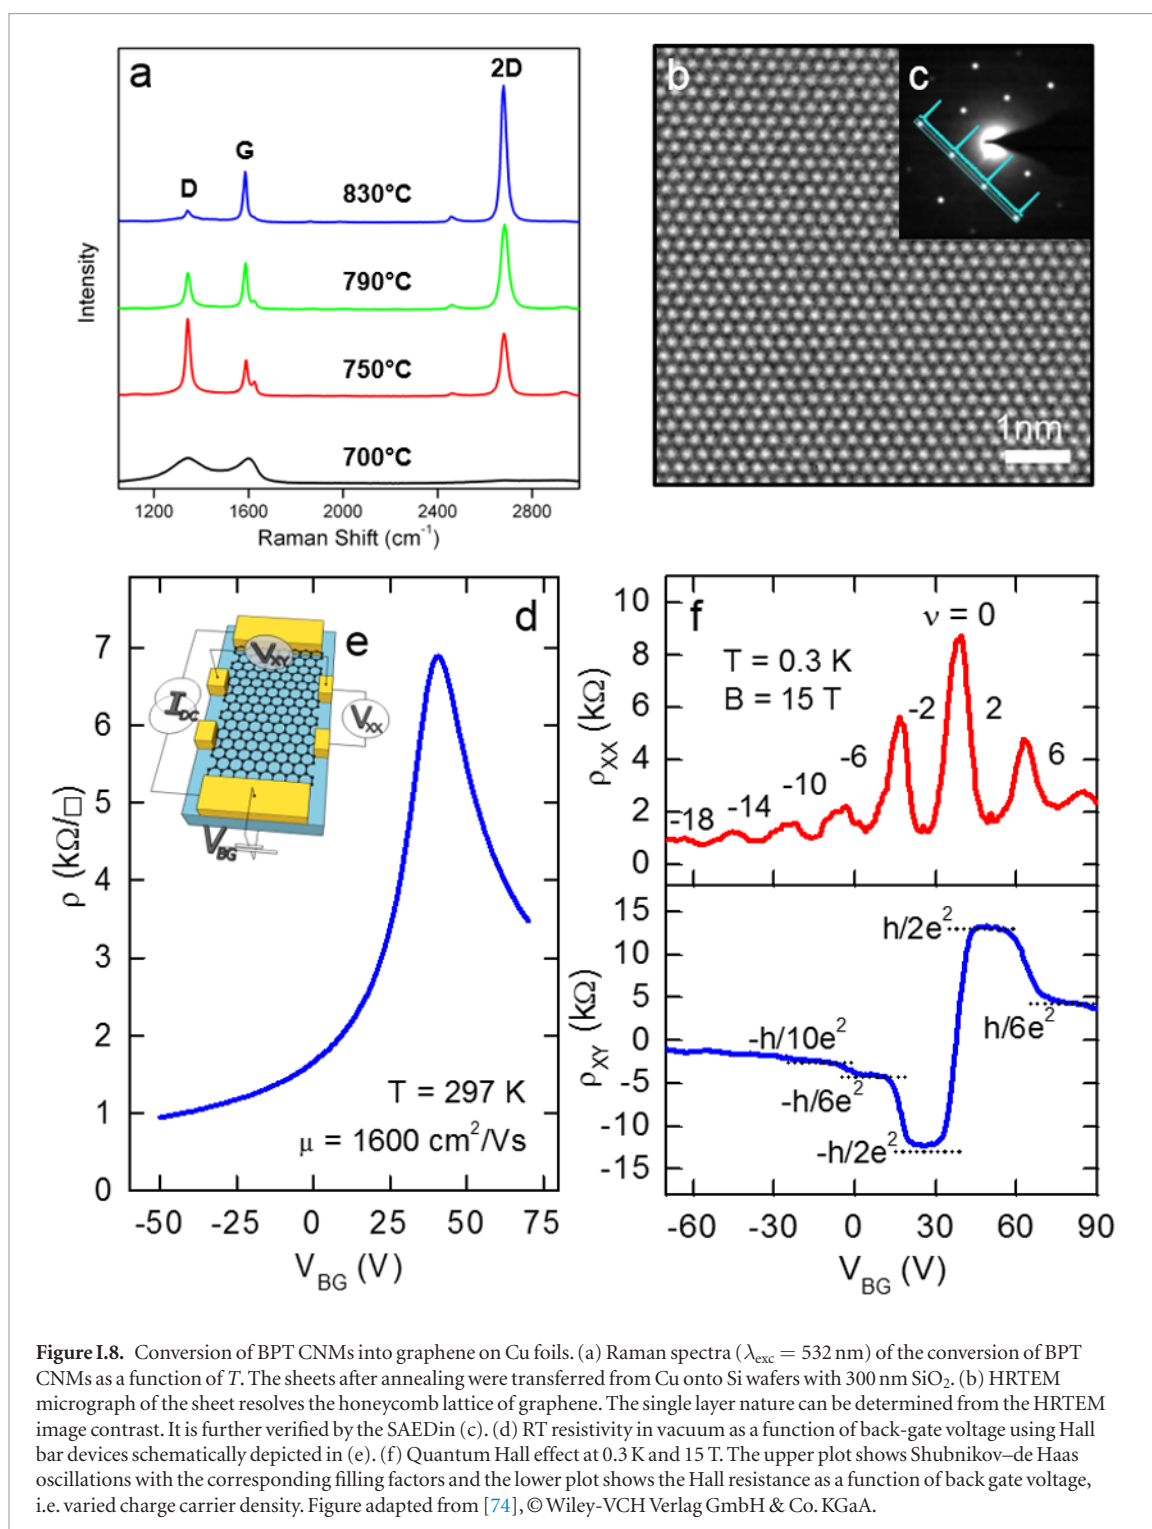 a
2D
G
D
830°C
790°C
750°C
700°C
Intensity
1200 1600 2000 2400 2800
Raman Shift (cm⁻¹)
b
c
1nm
d
e
V_XY
I_DC
V_XX
V_BG
7
6
5
4
3
2
1
0
ρ (kΩ/□)
T = 297 K
μ = 1600 cm²/Vs
-50 -25 0 25 50 75
V_BG (V)
f
ν = 0
T = 0.3 K
B = 15 T
-2 2
-6 6
-10
-14
-18
10
8
6
4
2
0
ρ_XX (kΩ)
15
10
5
0
-5
-10
-15
ρ_XY (kΩ)
h/2e²
h/6e²
-h/10e²
-h/6e²
-h/2e²
-60 -30 0 30 60 90
V_BG (V)
Figure I.8. Conversion of BPT CNMs into graphene on Cu foils. (a) Raman spectra (λ_exc = 532 nm) of the conversion of BPT
CNMs as a function of T. The sheets after annealing were transferred from Cu onto Si wafers with 300 nm SiO₂. (b) HRTEM
micrograph of the sheet resolves the honeycomb lattice of graphene. The single layer nature can be determined from the HRTEM
image contrast. It is further verified by the SAEDin (c). (d) RT resistivity in vacuum as a function of back-gate voltage using Hall
bar devices schematically depicted in (e). (f) Quantum Hall effect at 0.3 K and 15 T. The upper plot shows Shubnikov–de Haas
oscillations with the corresponding filling factors and the lower plot shows the Hall resistance as a function of back gate voltage,
i.e. varied charge carrier density. Figure adapted from [74], © Wiley-VCH Verlag GmbH & Co. KGaA.